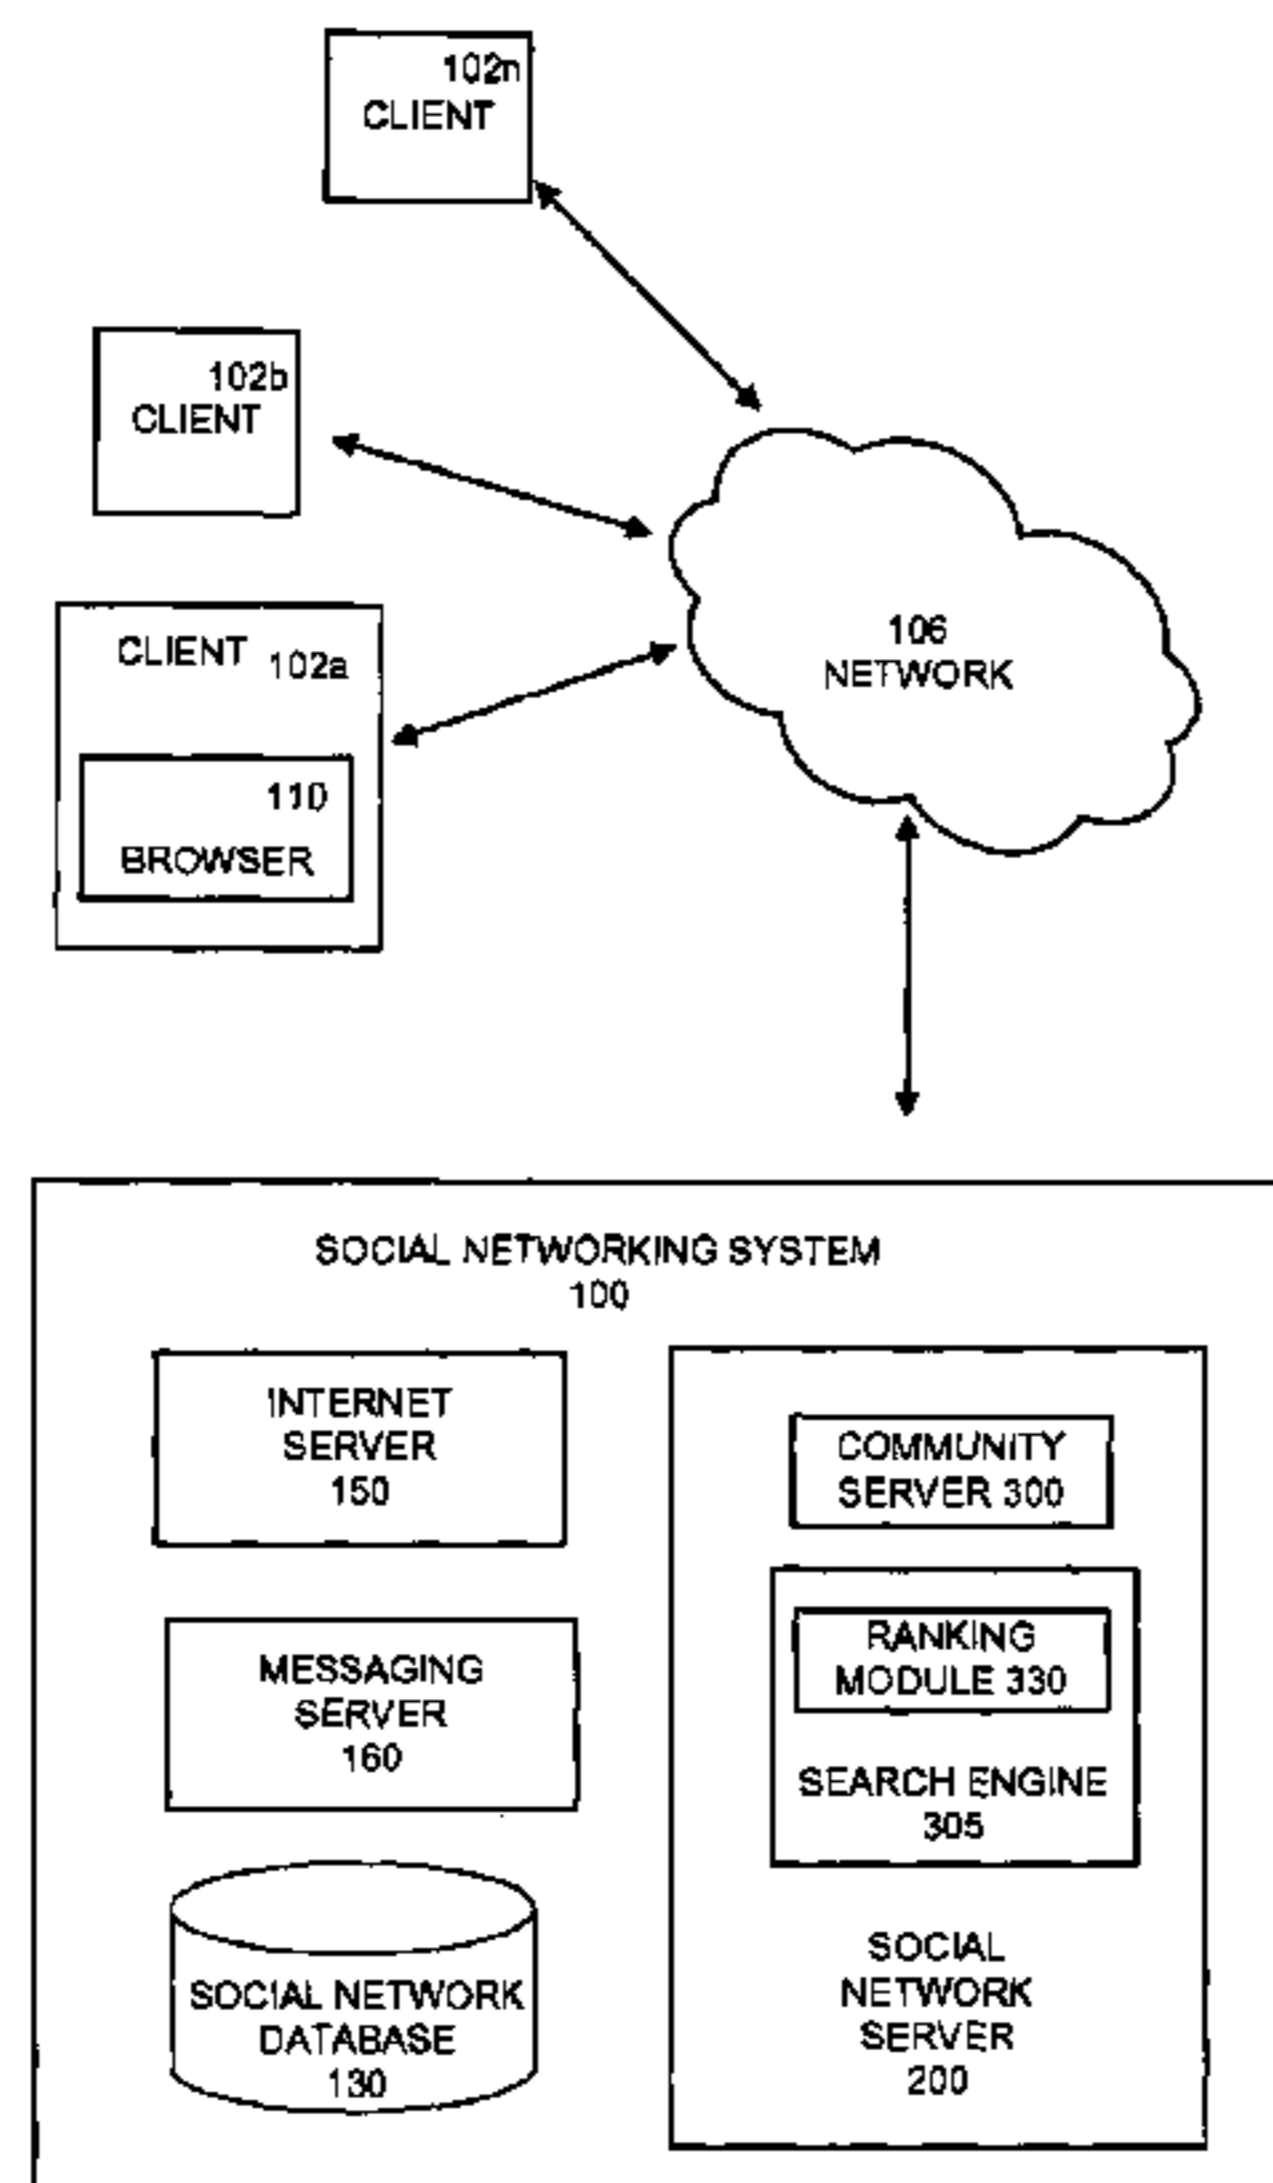 102n
CLIENT
102b
CLIENT
CLIENT 102a
110
BROWSER
106
NETWORK
SOCIAL NETWORKING SYSTEM
100
INTERNET
SERVER
150
MESSAGING
SERVER
160
SOCIAL NETWORK
DATABASE
130
COMMUNITY
SERVER 300
RANKING
MODULE 330
SEARCH ENGINE
305
SOCIAL
NETWORK
SERVER
200